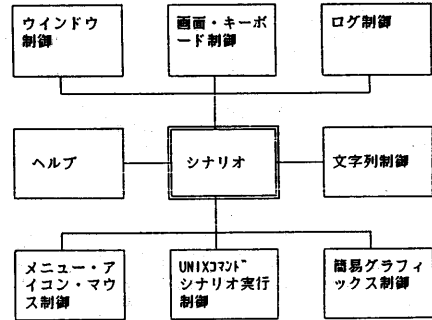 ウインドウ
制御
画面・キーボ
ード制御
ログ制御
ヘルプ
シナリオ
文字列制御
メニュー・ア
イコン・マウ
ス制御
UNIXｺﾏﾝﾄﾞ
シナリオ実行
制御
簡易グラフィ
ックス制御